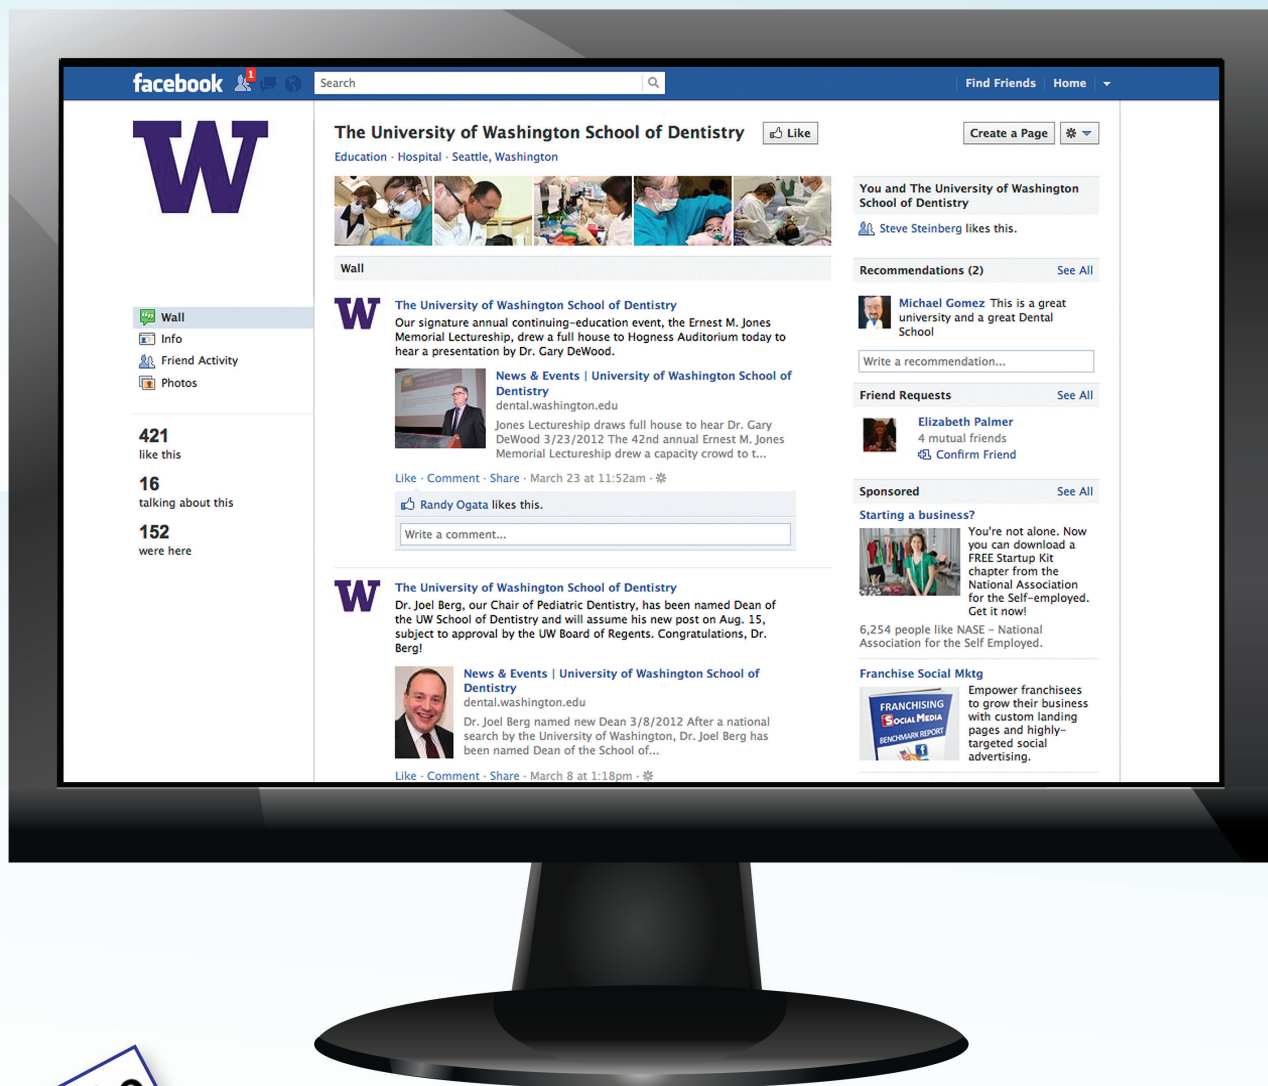 facebook
1
Search
Find Friends
Home
W
The University of Washington School of Dentistry
Like
Create a Page
Education · Hospital · Seattle, Washington
Wall
Info
Friend Activity
Photos
421
like this
16
talking about this
152
were here
Wall
W
The University of Washington School of Dentistry
Our signature annual continuing-education event, the Ernest M. Jones
Memorial Lectureship, drew a full house to Hogness Auditorium today to
hear a presentation by Dr. Gary DeWood.
News & Events | University of Washington School of
Dentistry
dental.washington.edu
Jones Lectureship draws full house to hear Dr. Gary
DeWood 3/23/2012 The 42nd annual Ernest M. Jones
Memorial Lectureship drew a capacity crowd to t...
Like · Comment · Share · March 23 at 11:52am ·
Randy Ogata likes this.
Write a comment...
W
The University of Washington School of Dentistry
Dr. Joel Berg, our Chair of Pediatric Dentistry, has been named Dean of
the UW School of Dentistry and will assume his new post on Aug. 15,
subject to approval by the UW Board of Regents. Congratulations, Dr.
Berg!
News & Events | University of Washington School of
Dentistry
dental.washington.edu
Dr. Joel Berg named new Dean 3/8/2012 After a national
search by the University of Washington, Dr. Joel Berg has
been named Dean of the School of...
Like · Comment · Share · March 8 at 1:18pm ·
You and The University of Washington
School of Dentistry
Steve Steinberg likes this.
Recommendations (2)
See All
Michael Gomez This is a great
university and a great Dental
School
Write a recommendation...
Friend Requests
See All
Elizabeth Palmer
4 mutual friends
Confirm Friend
Sponsored
See All
Starting a business?
You're not alone. Now
you can download a
FREE Startup Kit
chapter from the
National Association
for the Self-employed.
Get it now!
6,254 people like NASE – National
Association for the Self Employed.
Franchise Social Mktg
FRANCHISING
SOCIAL MEDIA
BENCHMARK REPORT
f
Empower franchisees
to grow their business
with custom landing
pages and highly-
targeted social
advertising.